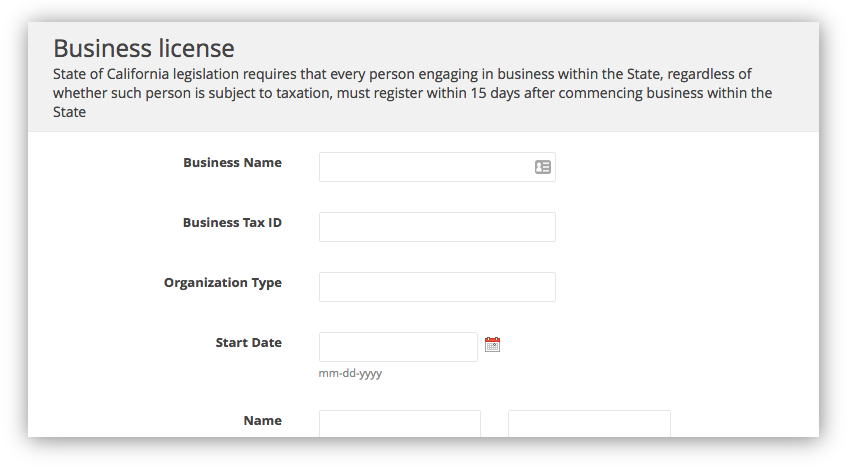 Business license
State of California legislation requires that every person engaging in business within the State, regardless of
whether such person is subject to taxation, must register within 15 days after commencing business within the
State
Business Name
Business Tax ID
Organization Type
Start Date
mm-dd-yyyy
Name